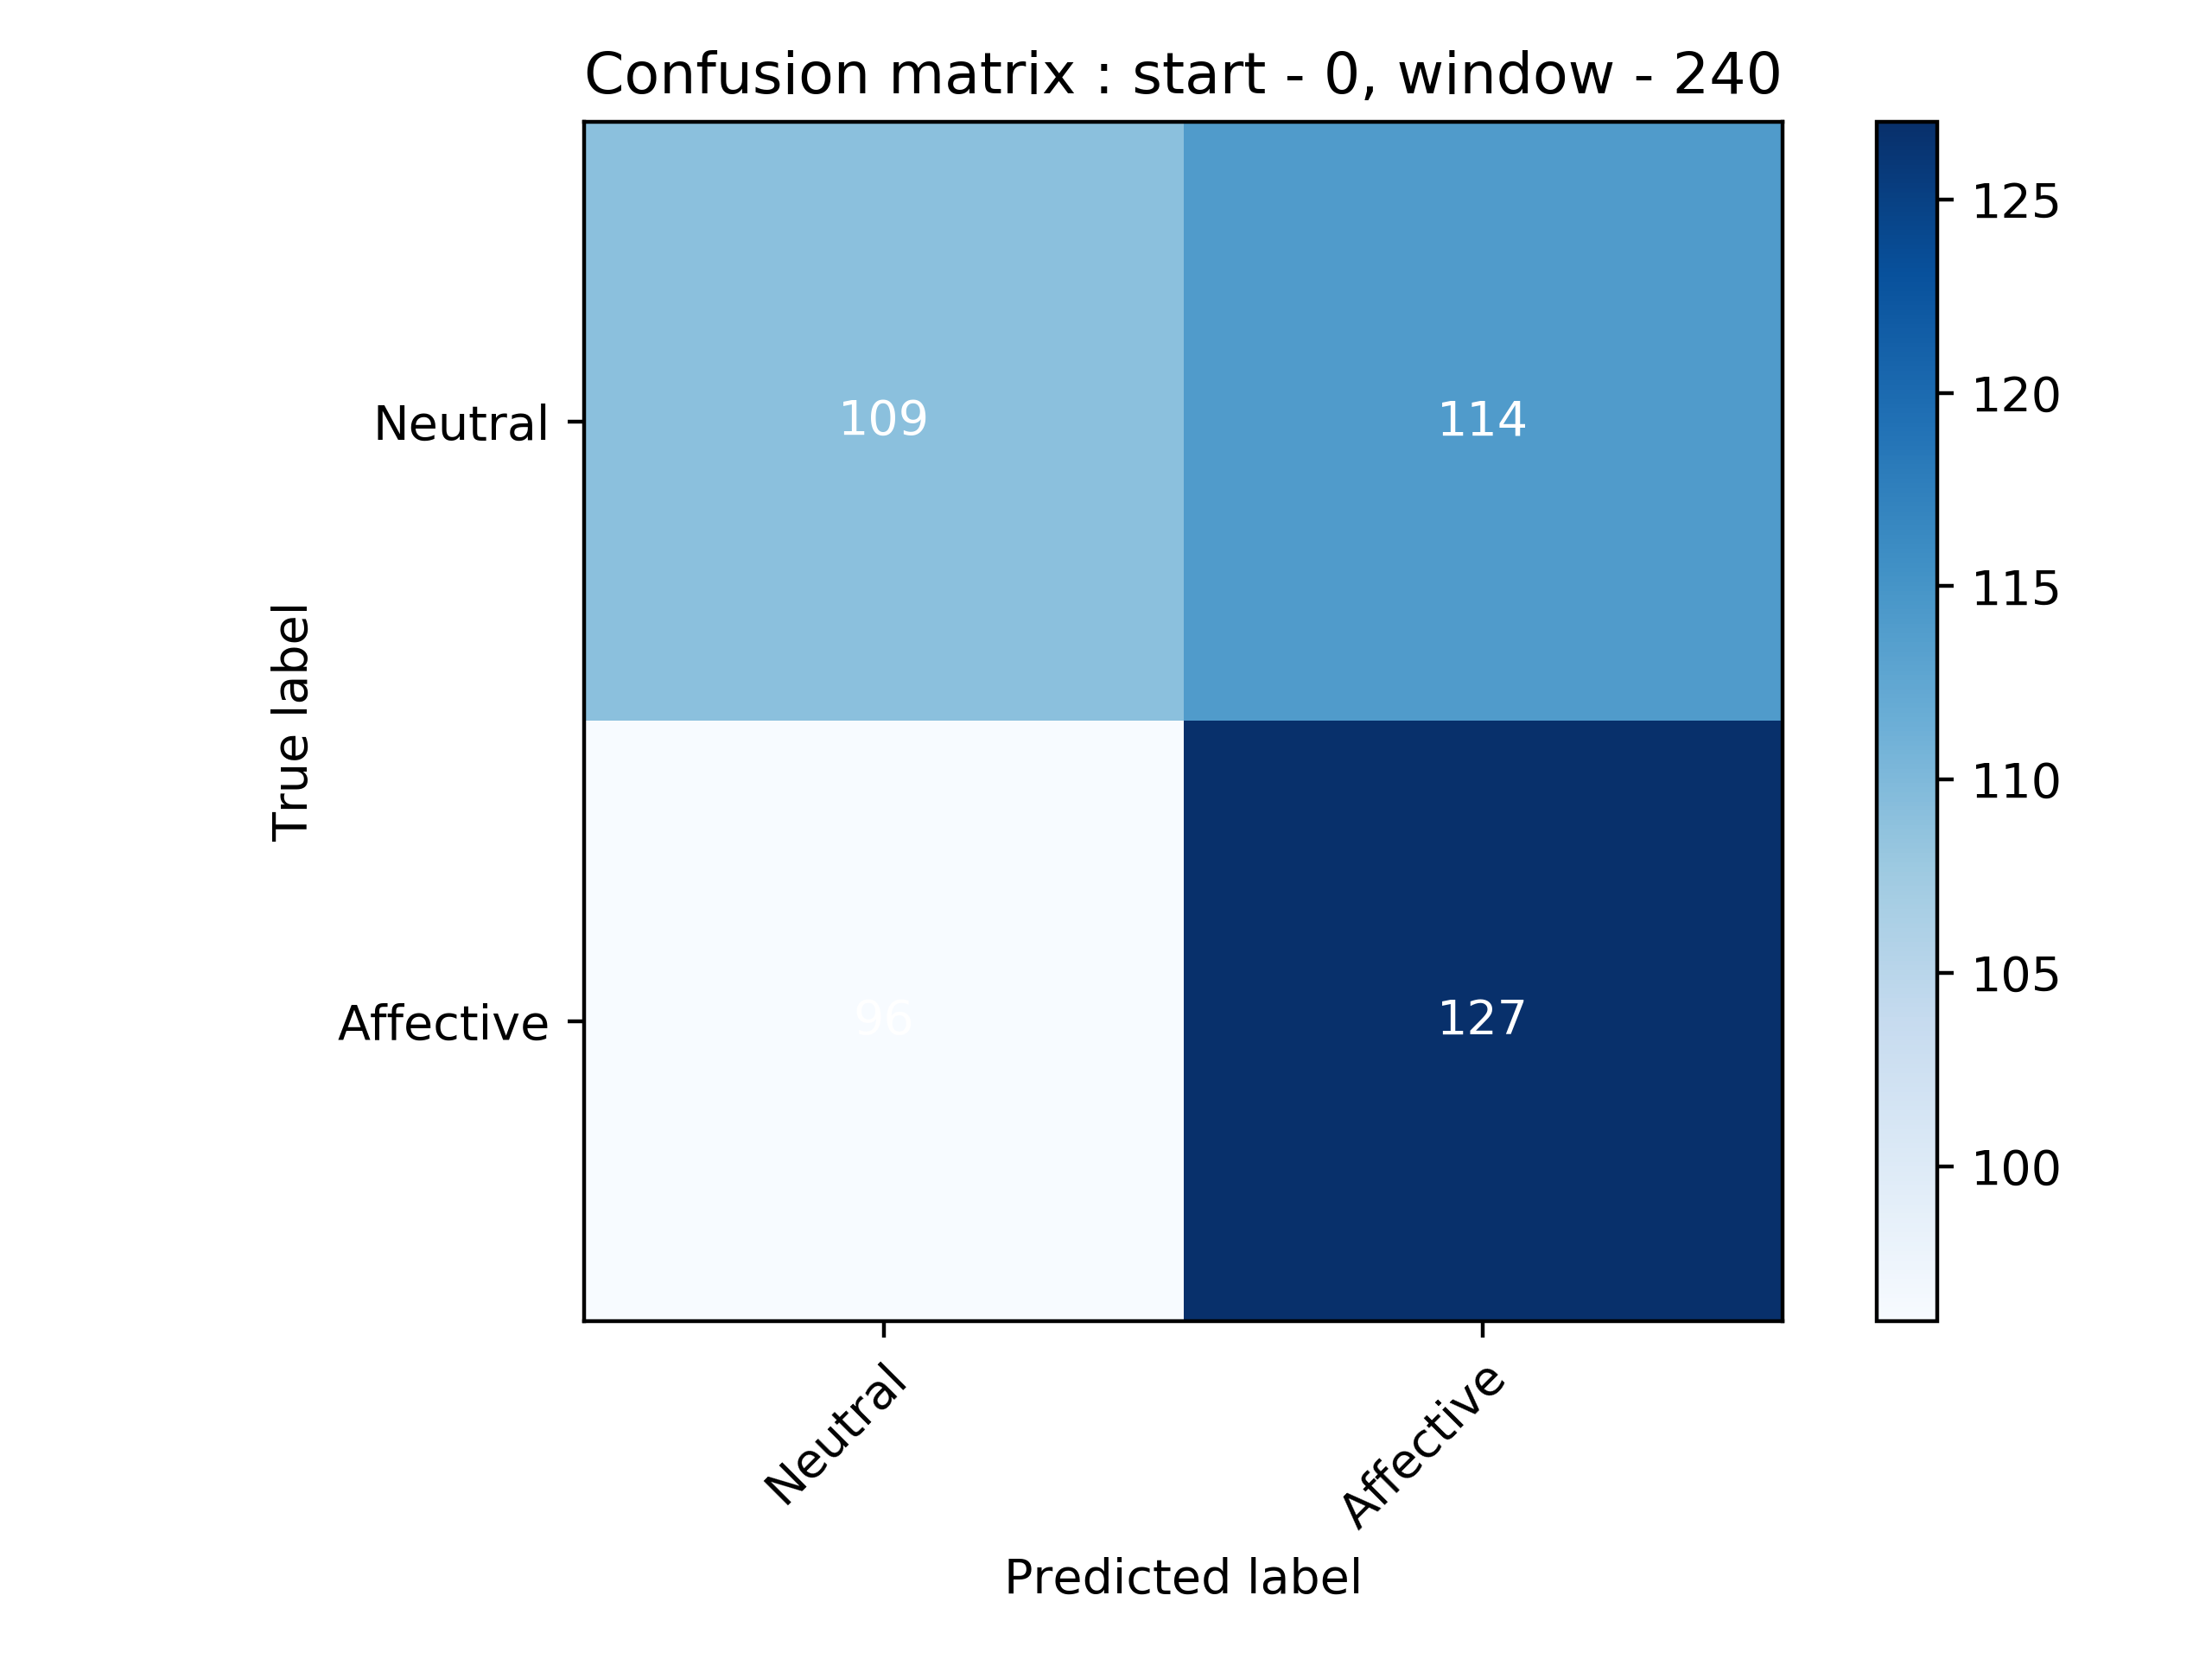 Confusion matrix : start - 0, window - 240
125
120
115
110
105
100
True label
Neutral
109
114
Affective
96
127
Neutral
Affective
Predicted label